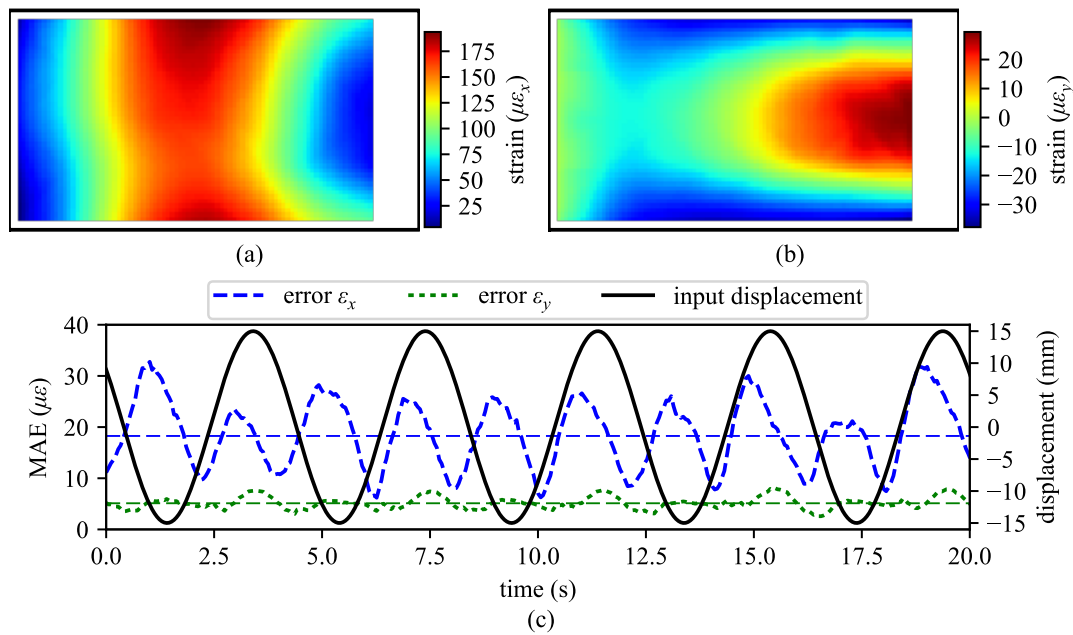 175
150
125
100
75
50
25
strain (με_x)
20
10
0
−10
−20
−30
strain (με_y)
(a)
(b)
error ε_x
error ε_y
input displacement
40
30
20
10
0
MAE (με)
15
10
5
0
−5
−10
−15
displacement (mm)
0.0 2.5 5.0 7.5 10.0 12.5 15.0 17.5 20.0
time (s)
(c)